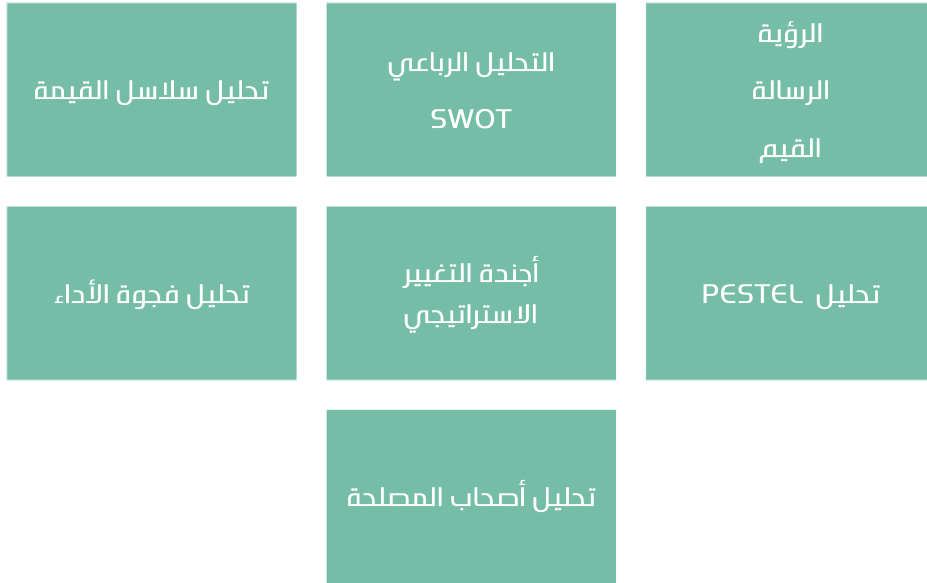 الرؤية
الرسالة
القيم
التحليل الرباعي
SWOT
تحليل سلاسل القيمة
تحليل PESTEL
أجندة التغيير
الاستراتيجي
تحليل فجوة الأداء
تحليل أصحاب المصلحة